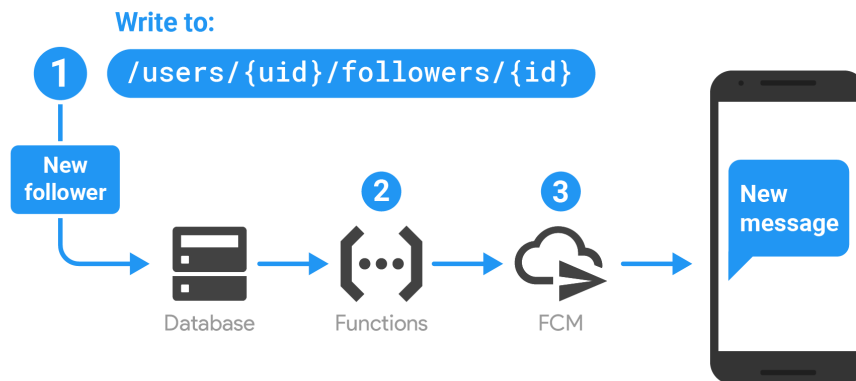 Write to:
1
/users/{uid}/followers/{id}
New
follower
2
3
New
message
Database
Functions
FCM